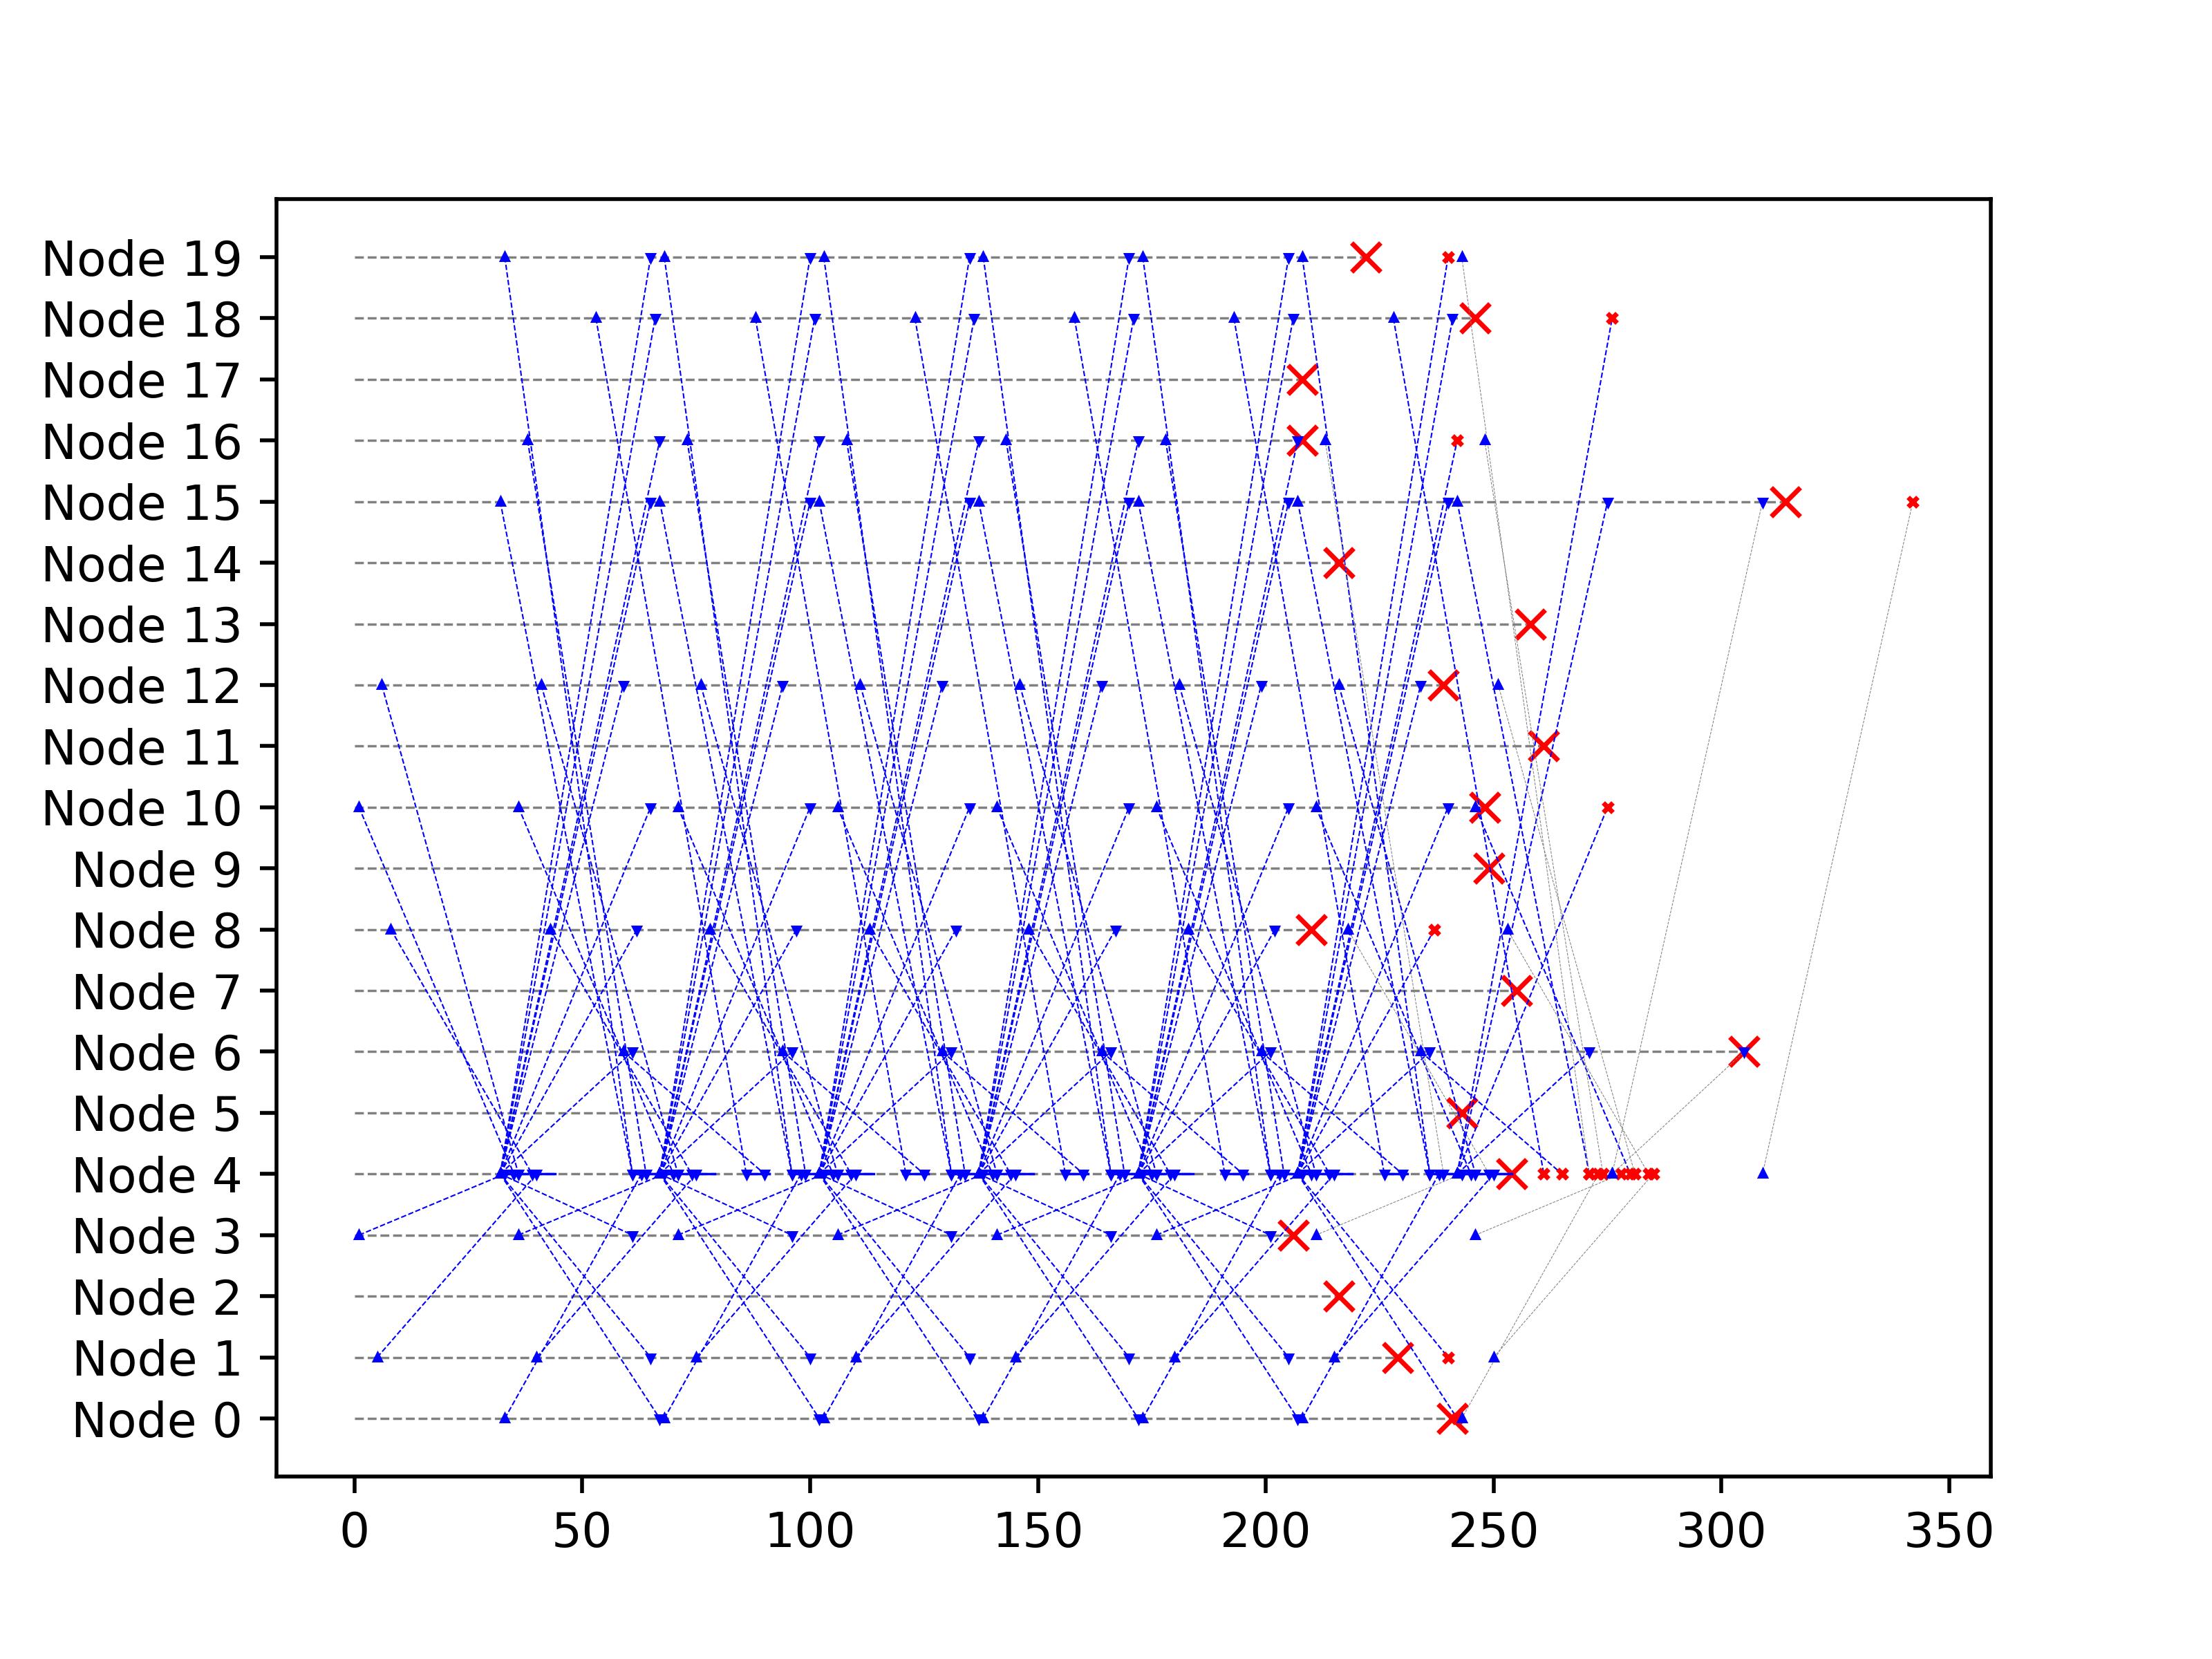 Node 19
Node 18
Node 17
Node 16
Node 15
Node 14
Node 13
Node 12
Node 11
Node 10
Node 9
Node 8
Node 7
Node 6
Node 5
Node 4
Node 3
Node 2
Node 1
Node 0
0 50 100 150 200 250 300 350